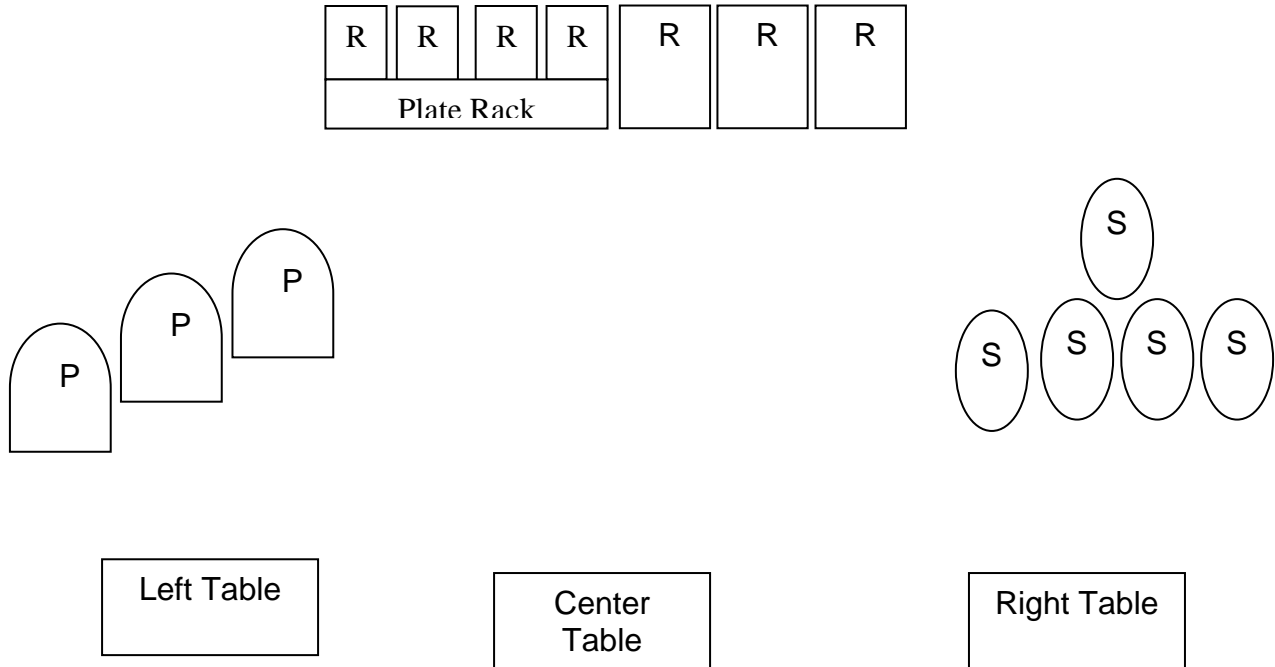 R R R R R R R
Plate Rack
S
P
P
P
S S S S
Left Table
Center
Table
Right Table